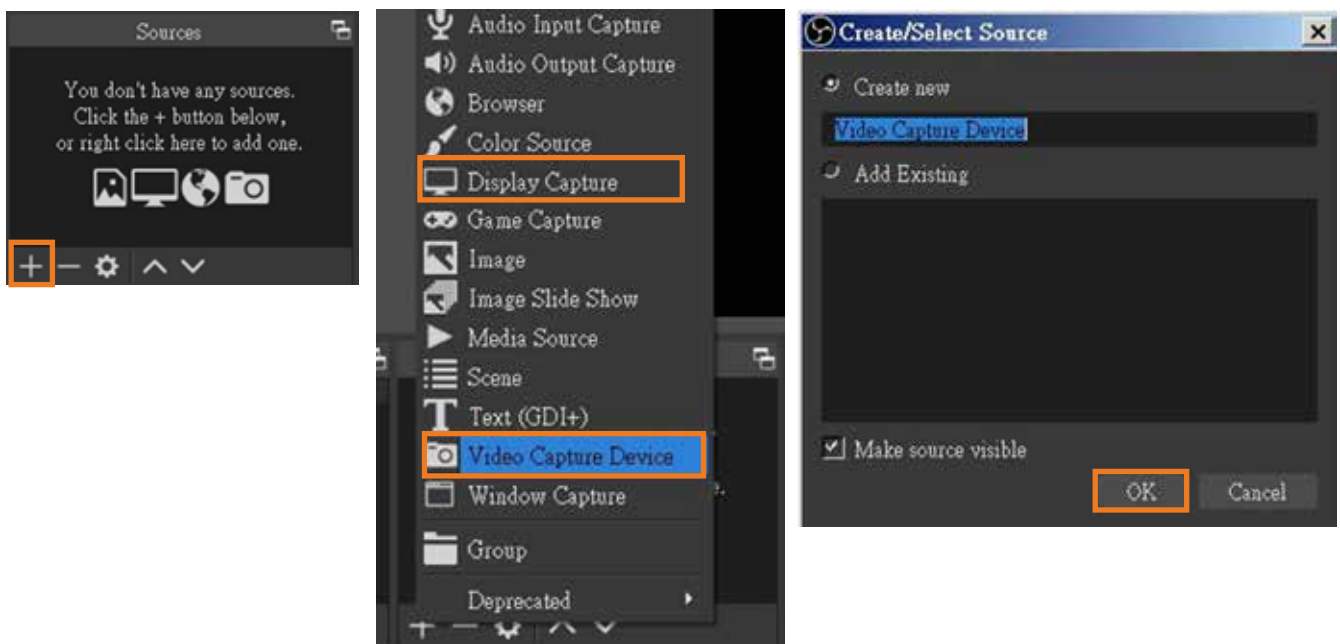 Sources
You don't have any sources.
Click the + button below,
or right click here to add one.
Audio Input Capture
Audio Output Capture
Browser
Color Source
Display Capture
Game Capture
Image
Image Slide Show
Media Source
Scene
Text (GDI+)
Video Capture Device
Window Capture
Group
Deprecated
Create/Select Source
Create new
Video Capture Device
Add Existing
Make source visible
OK Cancel